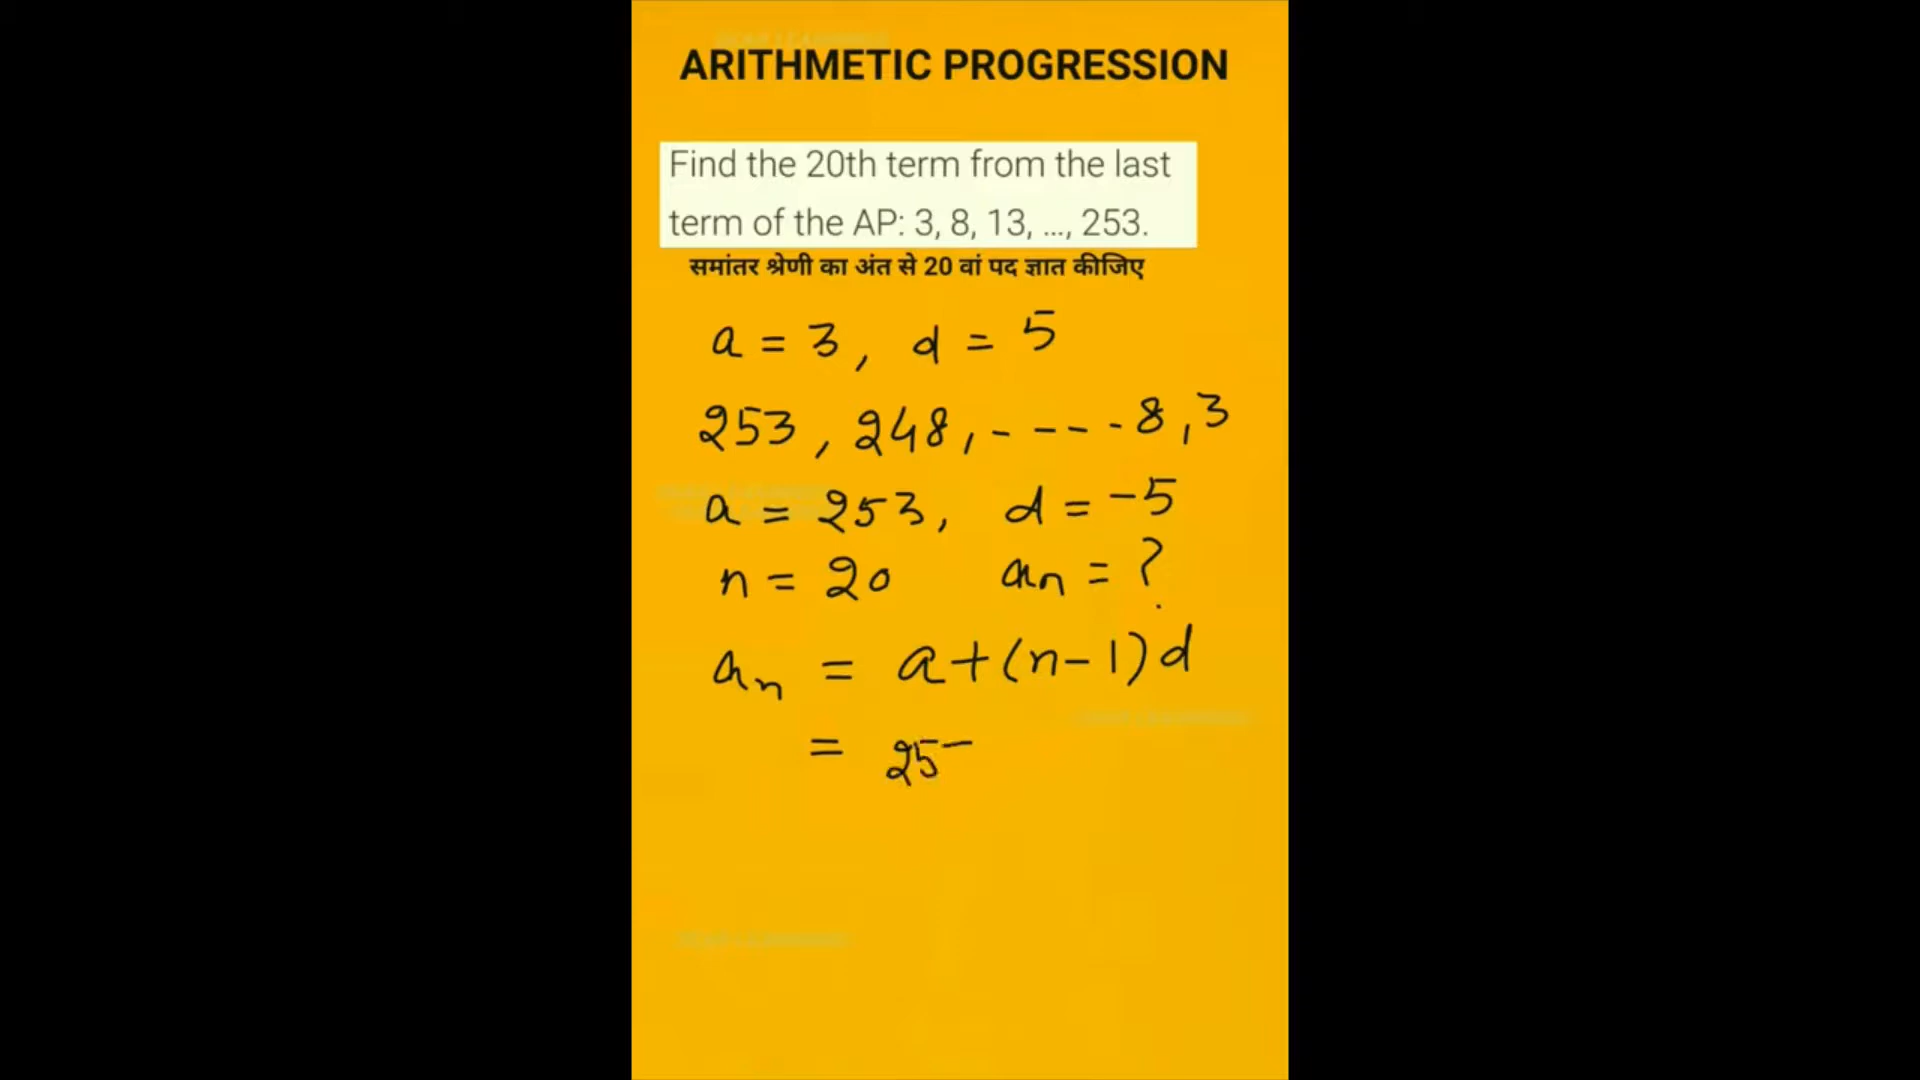 ARITHMETIC PROGRESSION
Find the 20th term from the last
term of the AP: 3, 8, 13, ..., 253.
समांतर श्रेणी का अंत से 20 वां पद ज्ञात कीजिए
a = 3, d = 5
253, 248, - - - - - 8, 3
a = 253, d = -5
n = 20 an = ?
an = a+(n-1)d
= 25